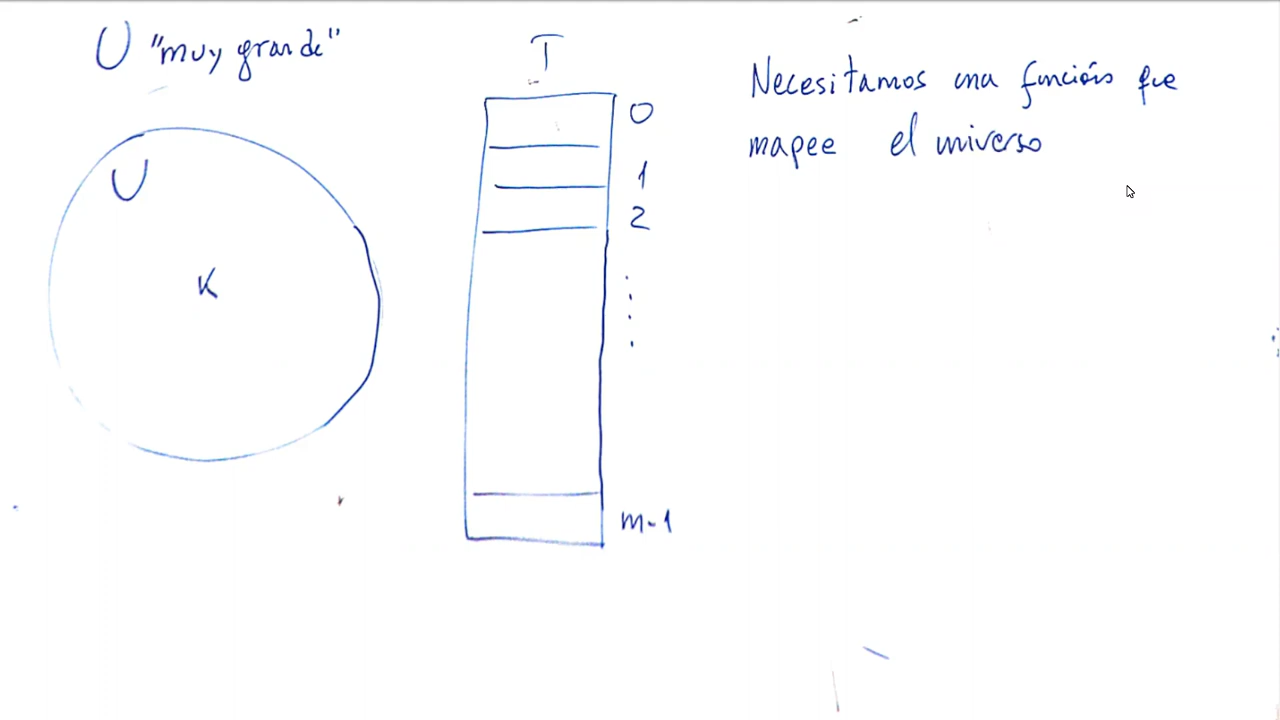 U "muy grande"
T
U
K
0
1
2
m-1
Necesitamos una función que
mapee el universo